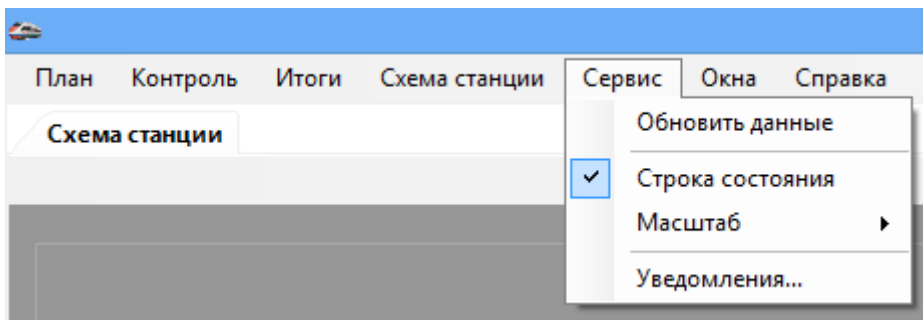 План Контроль Итоги Схема станции Сервис Окна Справка
Схема станции
Обновить данные
Строка состояния
Масштаб
Уведомления...